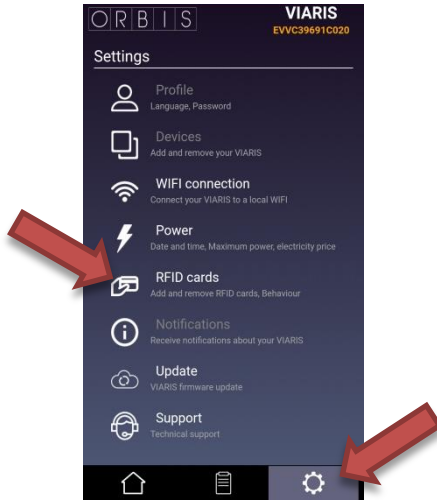 ORBIS
VIARIS
EVVC39691C020
Settings
Profile
Language, Password
Devices
Add and remove your VIARIS
WIFI connection
Connect your VIARIS to a local WIFI
Power
Date and time, Maximum power, electricity price
RFID cards
Add and remove RFID cards, Behaviour
Notifications
Receive notifications about your VIARIS
Update
VIARIS firmware update
Support
Technical support